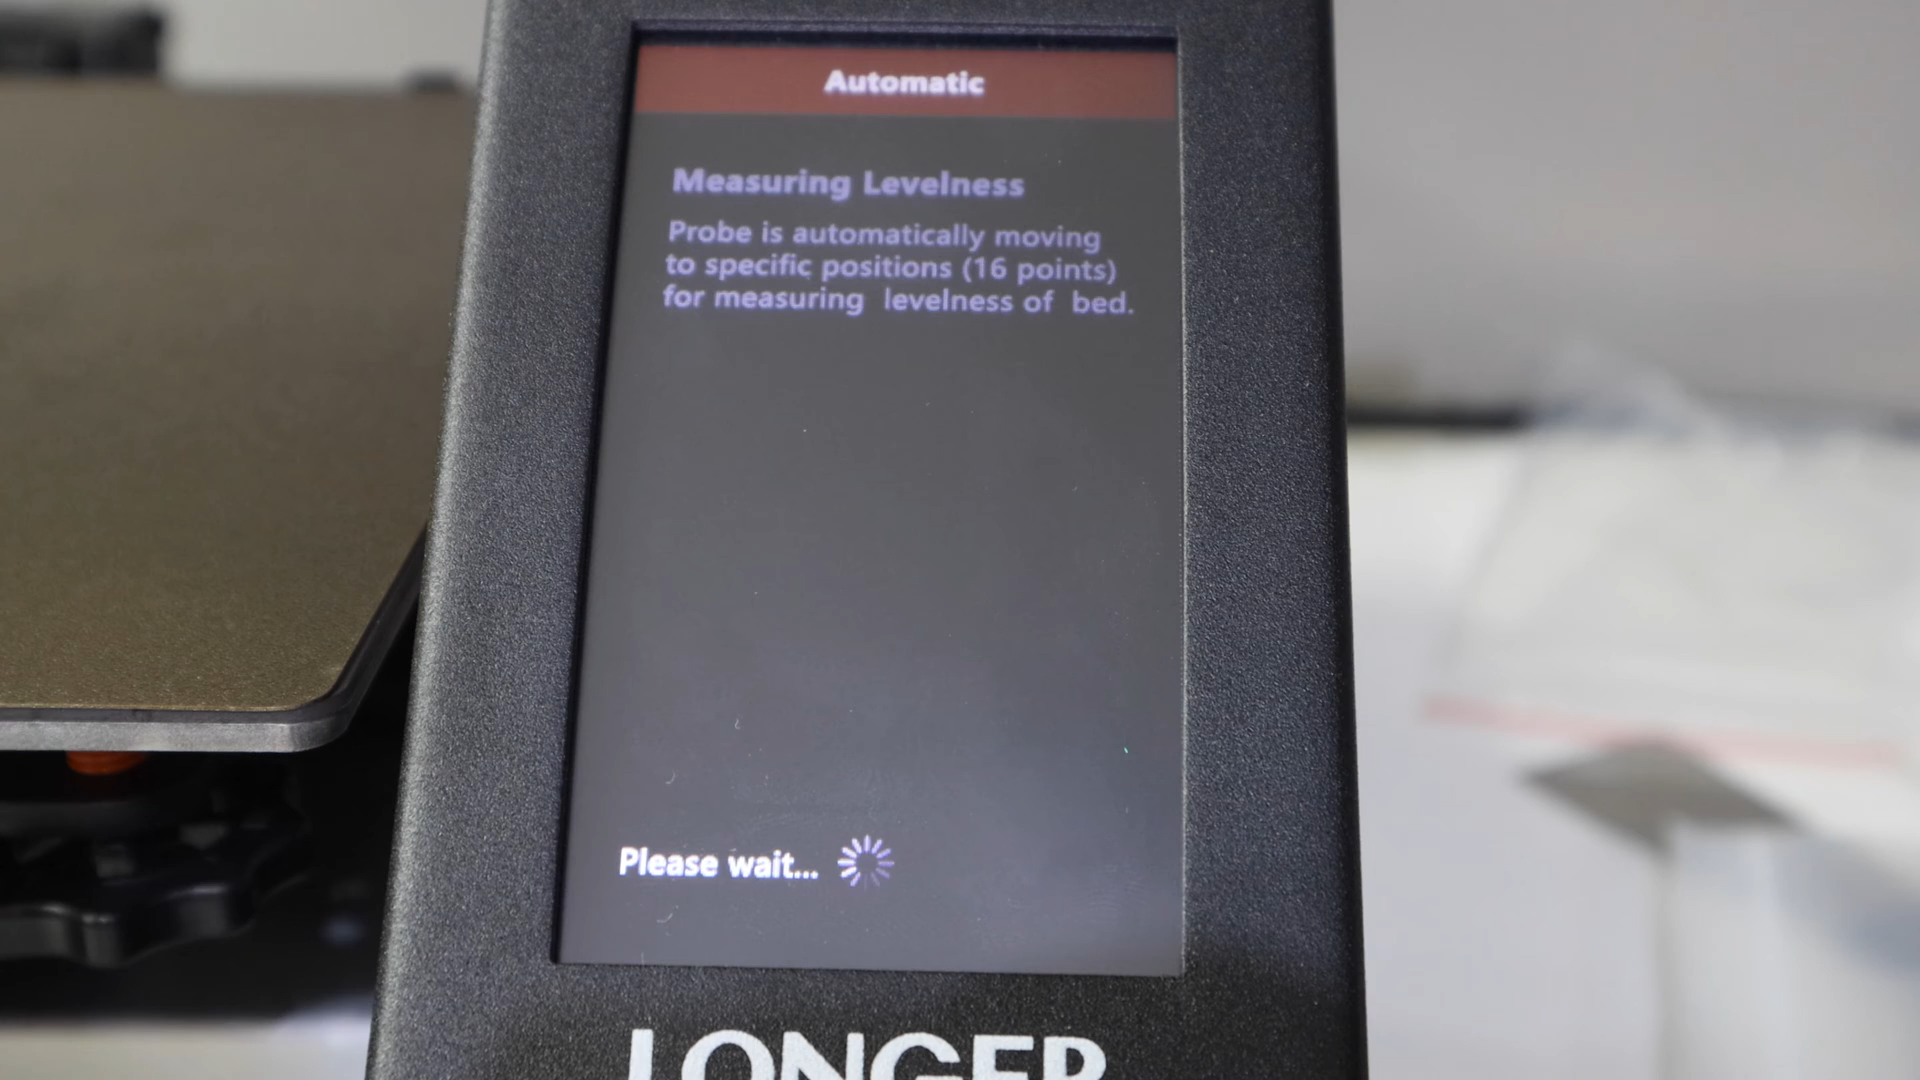 Automatic
Measuring Levelness
Probe is automatically moving
to specific positions (16 points)
for measuring levelness of bed.
Please wait...
LONGER